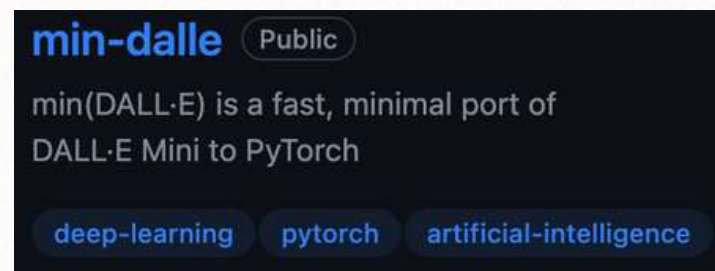 min-dalle Public
min(DALL·E) is a fast, minimal port of
DALL·E Mini to PyTorch
deep-learning pytorch artificial-intelligence